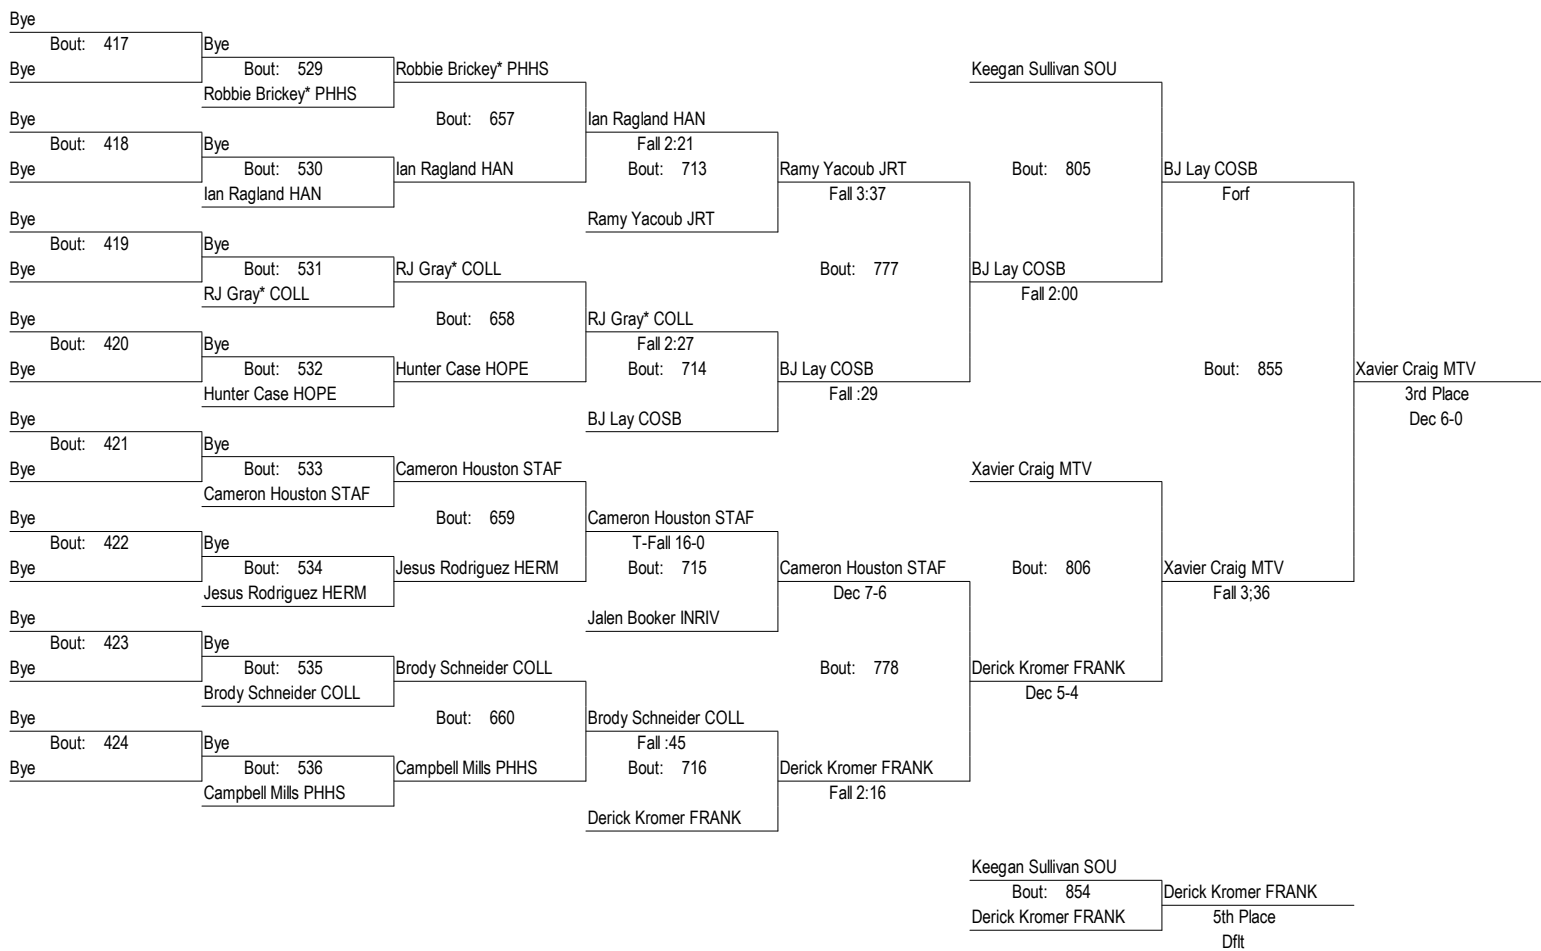 Bye
Bout: 417
Bye
Bye
Bout: 529
Robbie Brickey* PHHS
Robbie Brickey* PHHS
Bye
Bout: 418
Bye
Bye
Bout: 530
Ian Ragland HAN
Ian Ragland HAN
Bout: 657
Ian Ragland HAN
Fall 2:21
Bout: 713
Ramy Yacoub JRT
Ramy Yacoub JRT
Fall 3:37
Bye
Bout: 419
Bye
Bye
Bout: 531
RJ Gray* COLL
RJ Gray* COLL
Bye
Bout: 420
Bye
Bye
Bout: 532
Hunter Case HOPE
Hunter Case HOPE
Bout: 658
RJ Gray* COLL
Fall 2:27
Bout: 714
BJ Lay COSB
BJ Lay COSB
Fall :29
Bout: 777
BJ Lay COSB
Fall 2:00
Keegan Sullivan SOU
Bout: 805
BJ Lay COSB
Forf
Bye
Bout: 421
Bye
Bye
Bout: 533
Cameron Houston STAF
Cameron Houston STAF
Bye
Bout: 422
Bye
Bye
Bout: 534
Jesus Rodriguez HERM
Jesus Rodriguez HERM
Bout: 659
Cameron Houston STAF
T-Fall 16-0
Bout: 715
Jalen Booker INRIV
Cameron Houston STAF
Dec 7-6
Bye
Bout: 423
Bye
Bye
Bout: 535
Brody Schneider COLL
Brody Schneider COLL
Bye
Bout: 424
Bye
Bye
Bout: 536
Campbell Mills PHHS
Campbell Mills PHHS
Bout: 660
Brody Schneider COLL
Fall :45
Bout: 716
Derick Kromer FRANK
Derick Kromer FRANK
Fall 2:16
Bout: 778
Derick Kromer FRANK
Dec 5-4
Xavier Craig MTV
Bout: 806
Xavier Craig MTV
Fall 3;36
Bout: 855
Xavier Craig MTV
3rd Place
Dec 6-0
Keegan Sullivan SOU
Bout: 854
Derick Kromer FRANK
Derick Kromer FRANK
5th Place
Dflt